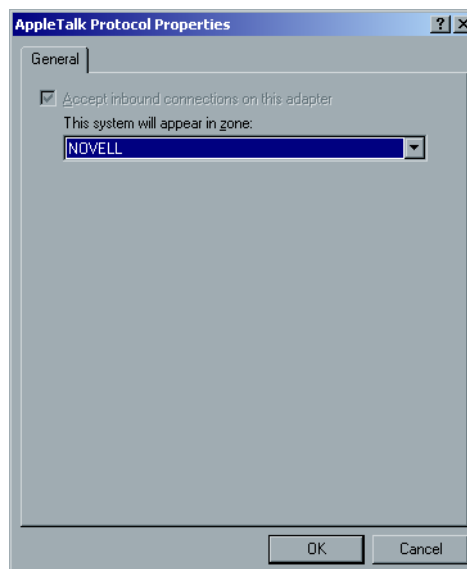 AppleTalk Protocol Properties
General
Accept inbound connections on this adapter
This system will appear in zone:
NOVELL
OK Cancel